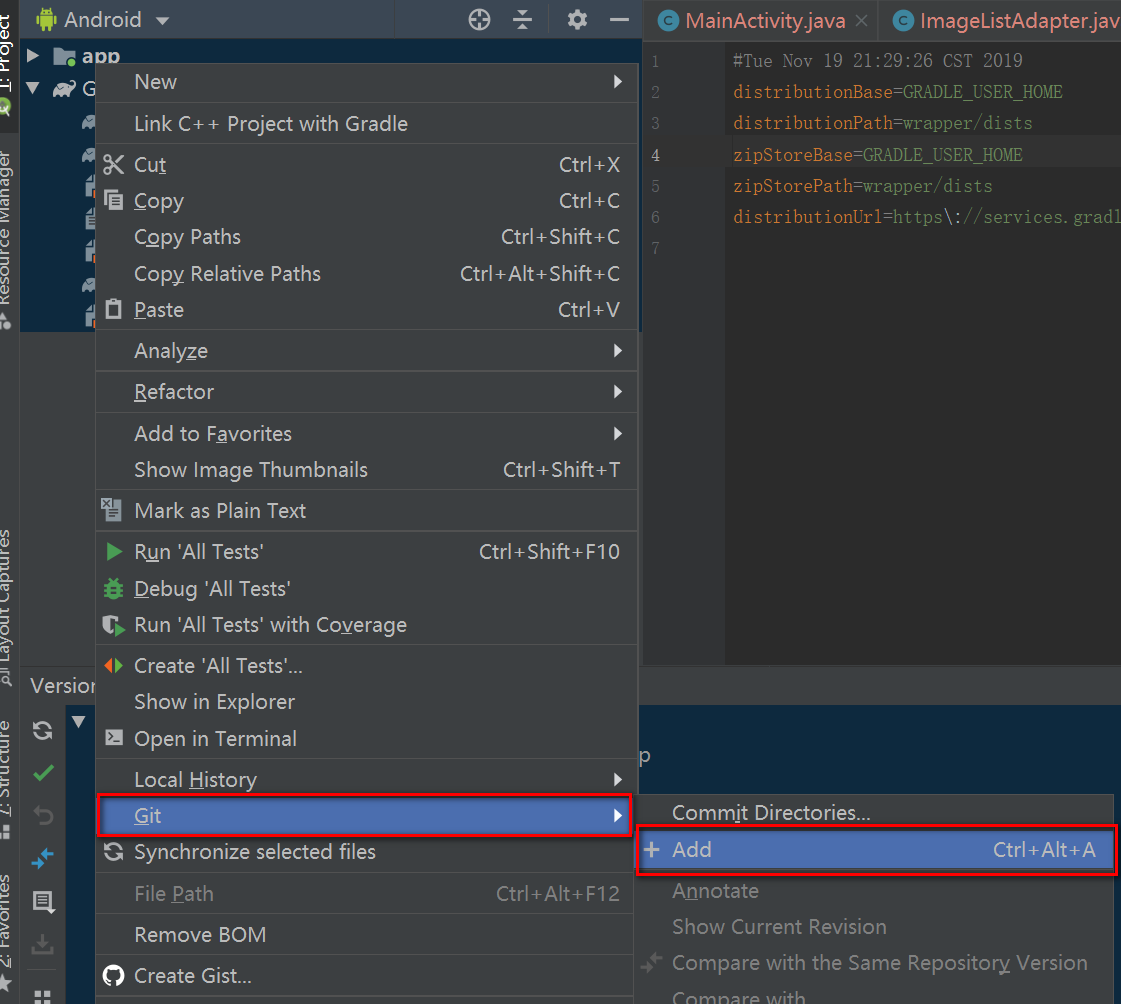 Android
MainActivity.java
ImageListAdapter.jav
1: Project
Resource Manager
Layout Captures
7: Structure
2: Favorites
app
G
New
Link C++ Project with Gradle
Cut Ctrl+X
Copy Ctrl+C
Copy Paths Ctrl+Shift+C
Copy Relative Paths Ctrl+Alt+Shift+C
Paste Ctrl+V
Analyze
Refactor
Add to Favorites
Show Image Thumbnails Ctrl+Shift+T
Mark as Plain Text
Run 'All Tests' Ctrl+Shift+F10
Debug 'All Tests'
Run 'All Tests' with Coverage
Create 'All Tests'...
Show in Explorer
Open in Terminal
Local History
Git
Synchronize selected files
File Path Ctrl+Alt+F12
Remove BOM
Create Gist...
1 #Tue Nov 19 21:29:26 CST 2019
2 distributionBase=GRADLE_USER_HOME
3 distributionPath=wrapper/dists
4 zipStoreBase=GRADLE_USER_HOME
5 zipStorePath=wrapper/dists
6 distributionUrl=https\://services.gradl
7
Version
p
Commit Directories...
Add Ctrl+Alt+A
Annotate
Show Current Revision
Compare with the Same Repository Version
Compare with